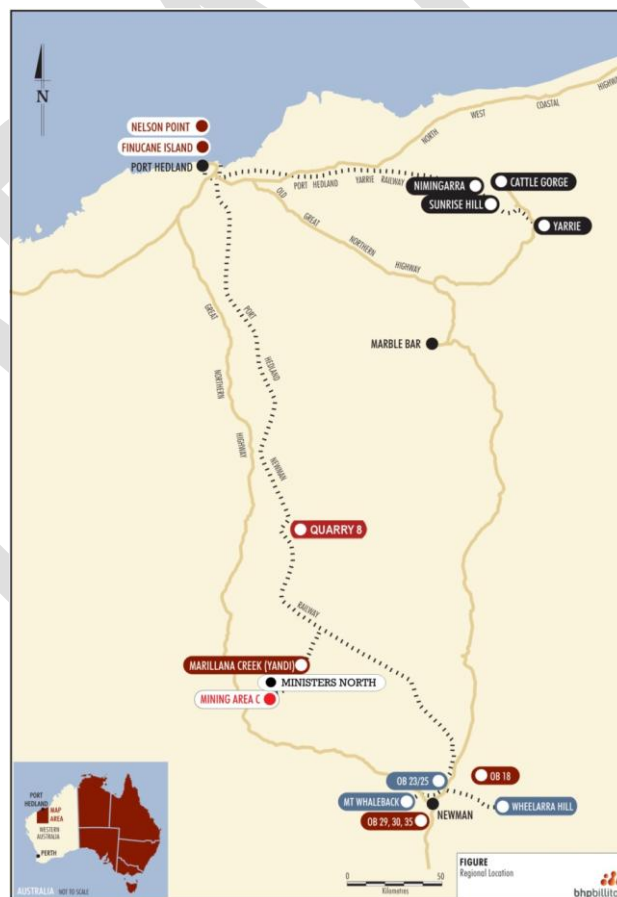 N
NORTH WEST COASTAL HIGHWAY
NELSON POINT
FINUCANE ISLAND
PORT HEDLAND
PORT HEDLAND YARRIE RAILWAY
NIMINGARRA
CATTLE GORGE
SUNRISE HILL
YARRIE
OLD GREAT NORTHERN HIGHWAY
MARBLE BAR
GREAT NORTHERN HIGHWAY
PORT HEDLAND NEWMAN RAILWAY
QUARRY 8
MARILLANA CREEK (YANDI)
MINISTERS NORTH
MINING AREA C
OB 23/25
OB 18
MT WHALEBACK
WHEELARRA HILL
NEWMAN
OB 29, 30, 35
PORT HEDLAND
MAP AREA
WESTERN AUSTRALIA
PERTH
AUSTRALIA NOT TO SCALE
0 50
Kilometres
FIGURE
Regional Location